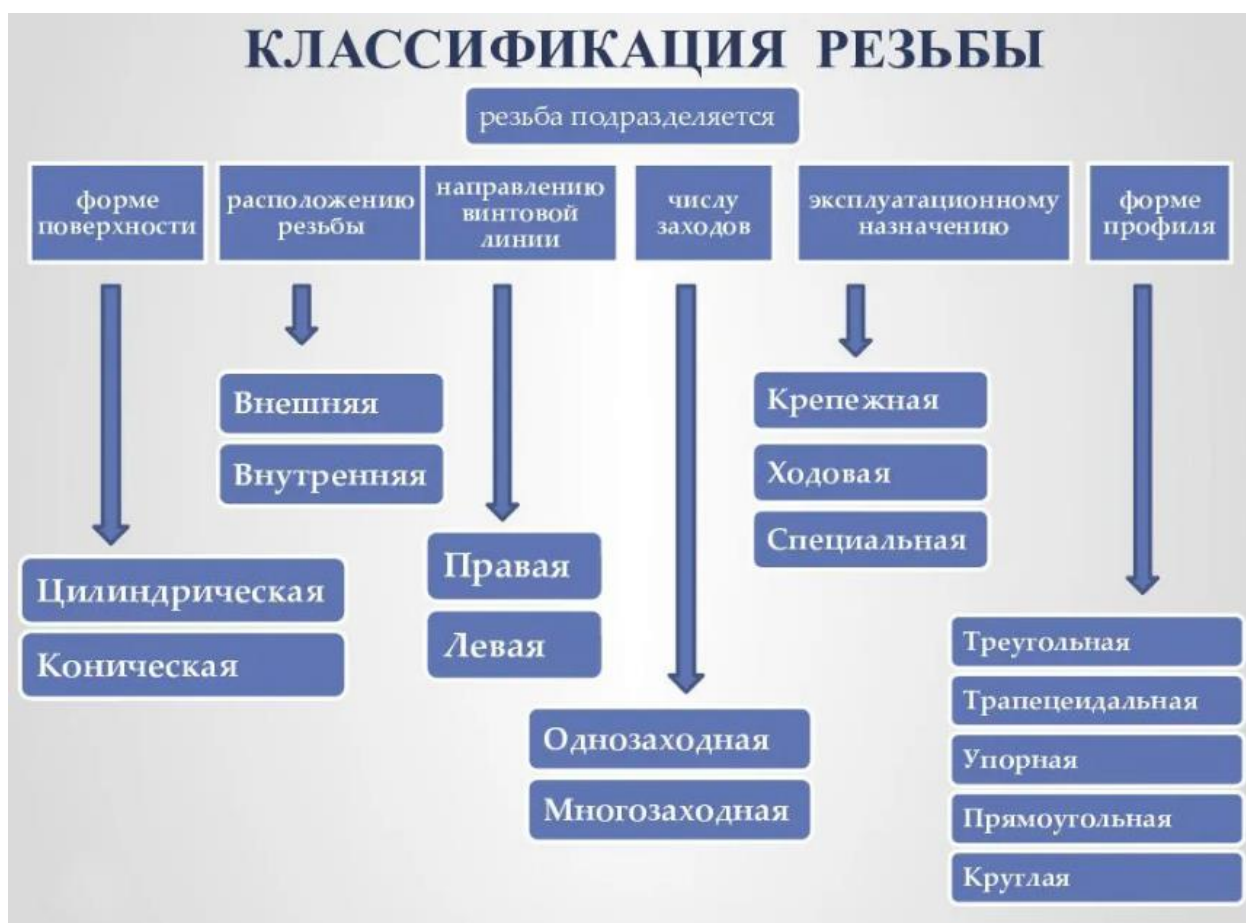 КЛАССИФИКАЦИЯ РЕЗЬБЫ
резьба подразделяется
форме
поверхности
расположению
резьбы
направлению
винтовой
линии
числу
заходов
эксплуатационному
назначению
форме
профиля
Цилиндрическая
Коническая
Внешняя
Внутренняя
Правая
Левая
Однозаходная
Многозаходная
Крепежная
Ходовая
Специальная
Треугольная
Трапецеидальная
Упорная
Прямоугольная
Круглая